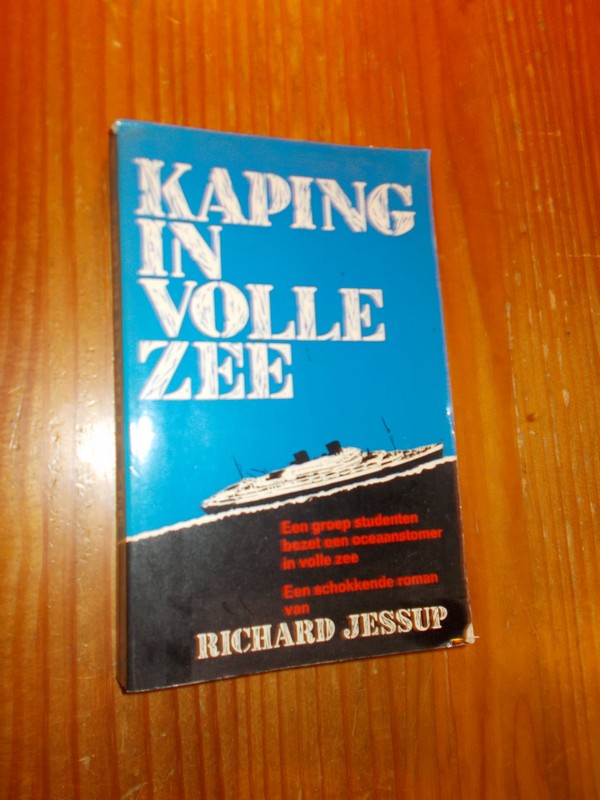 KAPING
IN
VOLLE
ZEE
Een groep studenten
bezet een oceaanstomer
in volle zee
Een schokkende roman
van
RICHARD JESSUP